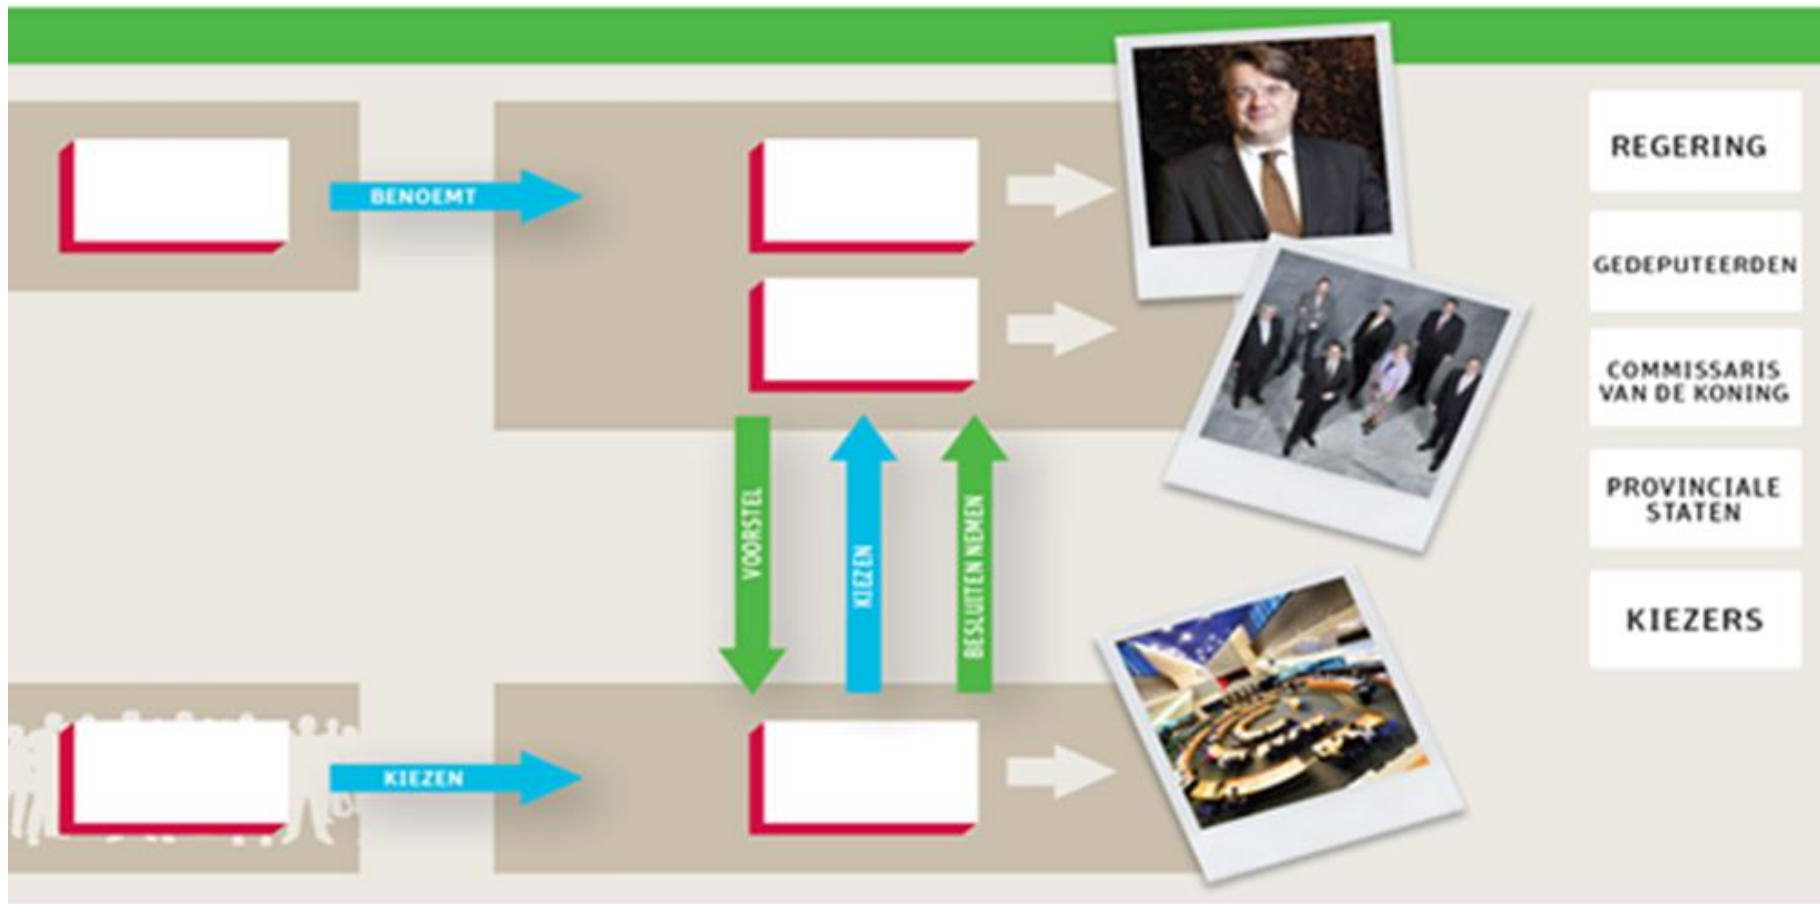 BENOEMT
VOORSTEL
KIEZEN
BESLUITEN NEMEN
KIEZEN
REGERING
GEDEPUTEERDEN
COMMISSARIS
VAN DE KONING
PROVINCIALE
STATEN
KIEZERS